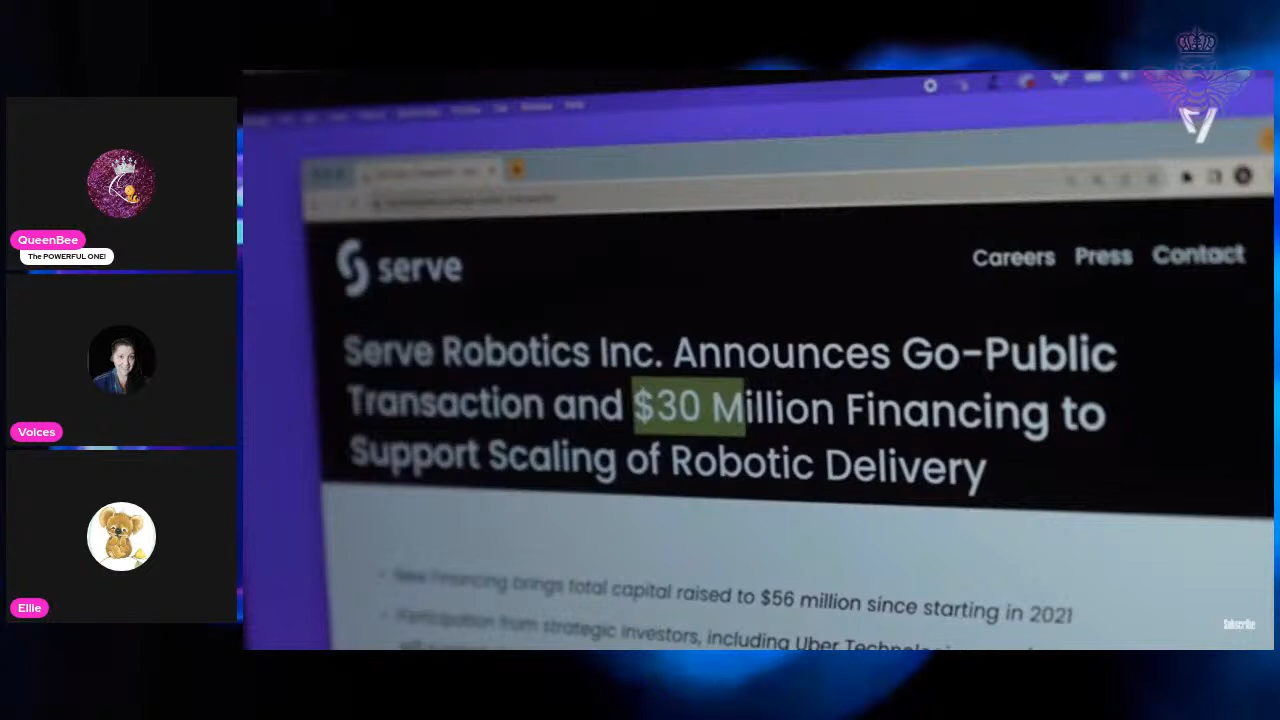 QueenBee
The POWERFUL ONE!
Voices
Ellie
serve
Careers Press Contact
Serve Robotics Inc. Announces Go-Public
Transaction and $30 Million Financing to
Support Scaling of Robotic Delivery
New Financing brings total capital raised to $56 million since starting in 2021
Participation from strategic investors, including Uber
Subscribe